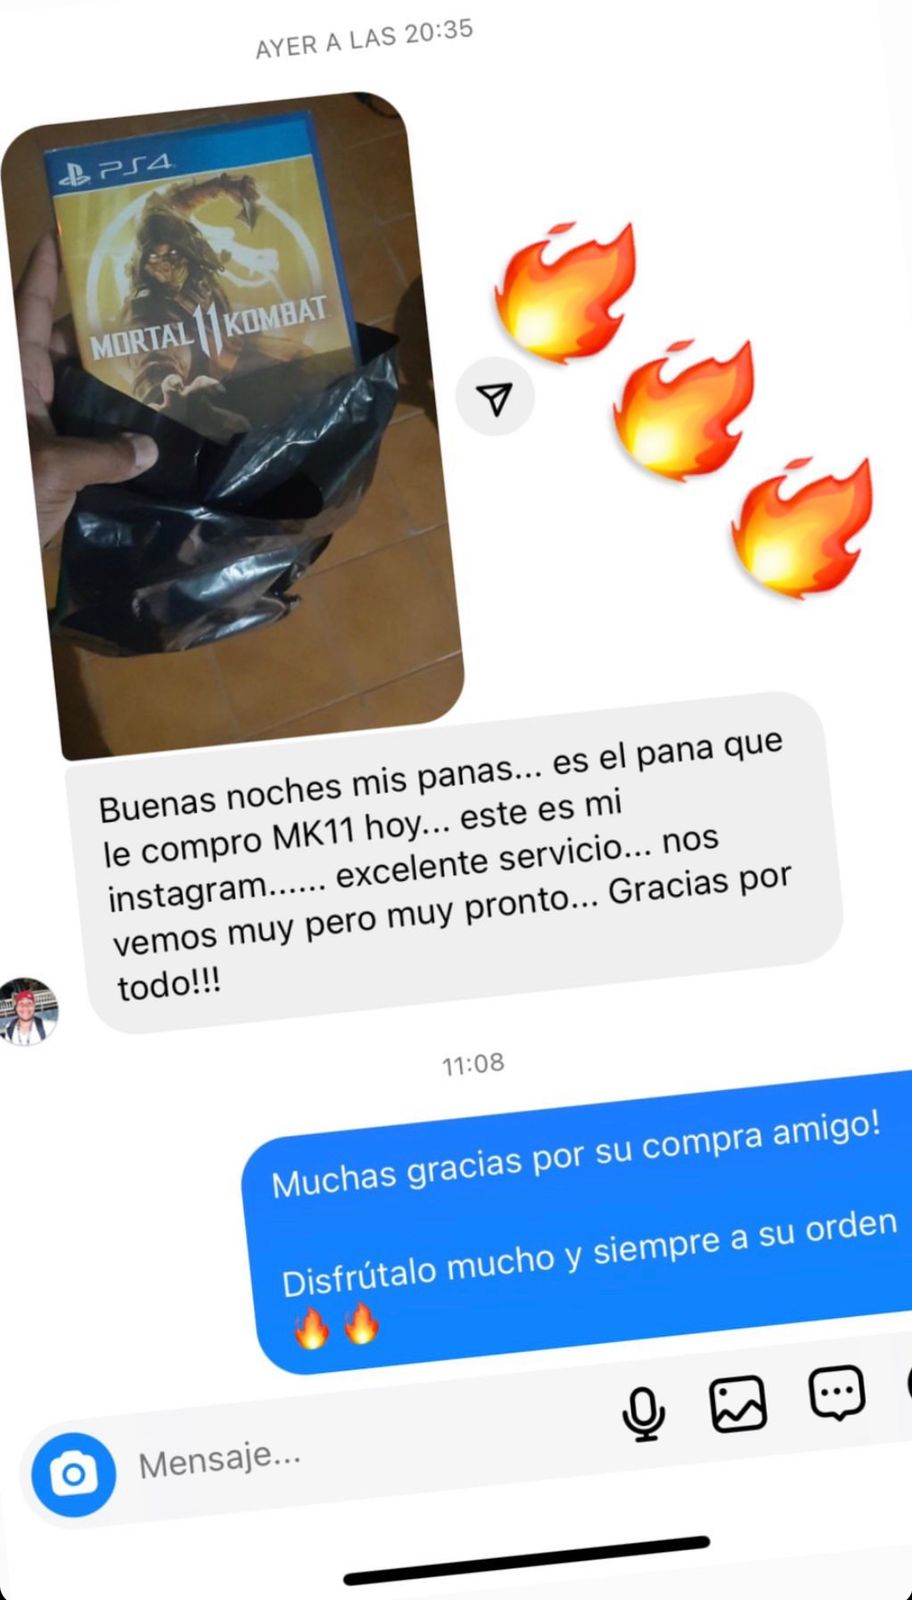 AYER A LAS 20:35
PS4
MORTAL 11 KOMBAT
Buenas noches mis panas... es el pana que
le compro MK11 hoy... este es mi
instagram...... excelente servicio... nos
vemos muy pero muy pronto... Gracias por
todo!!!
11:08
Muchas gracias por su compra amigo!
Disfrútalo mucho y siempre a su orden
🔥🔥
Mensaje...